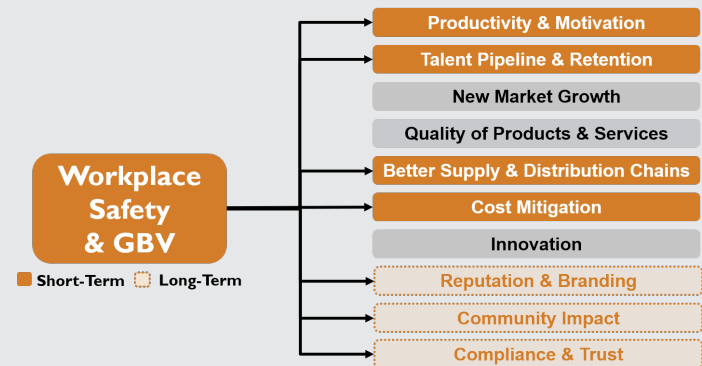 Productivity & Motivation
Talent Pipeline & Retention
New Market Growth
Quality of Products & Services
Better Supply & Distribution Chains
Workplace
Safety
& GBV
Cost Mitigation
Innovation
Short-Term
Long-Term
Reputation & Branding
Community Impact
Compliance & Trust